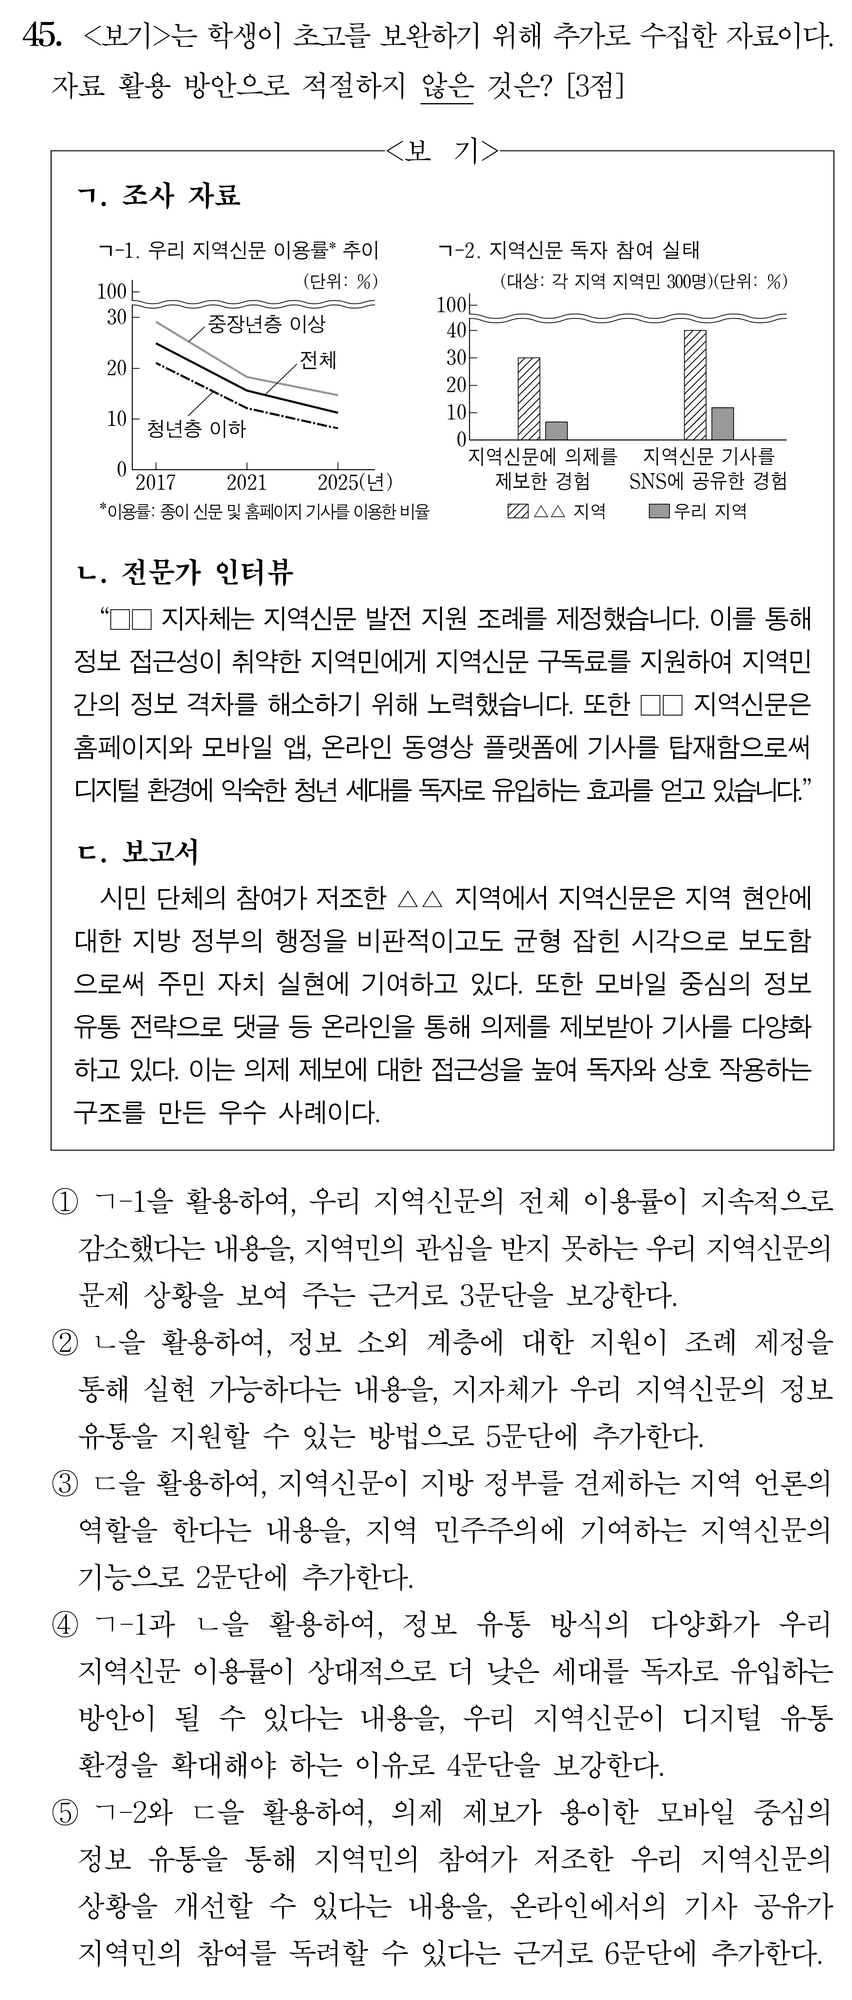 45. <보기>는 학생이 초고를 보완하기 위해 추가로 수집한 자료이다.
자료 활용 방안으로 적절하지 않은 것은? [3점]
<보 기>
ㄱ. 조사 자료
ㄱ-1. 우리 지역신문 이용률* 추이
(단위: %)
100
30
20
10
0
중장년층 이상
전체
청년층 이하
2017 2021 2025(년)
*이용률: 종이 신문 및 홈페이지 기사를 이용한 비율
ㄱ-2. 지역신문 독자 참여 실태
(대상: 각 지역 지역민 300명)(단위: %)
100
40
30
20
10
0
지역신문에 의제를 지역신문 기사를
제보한 경험 SNS에 공유한 경험
△△ 지역 우리 지역
ㄴ. 전문가 인터뷰
“□□ 지자체는 지역신문 발전 지원 조례를 제정했습니다. 이를 통해
정보 접근성이 취약한 지역민에게 지역신문 구독료를 지원하여 지역민
간의 정보 격차를 해소하기 위해 노력했습니다. 또한 □□ 지역신문은
홈페이지와 모바일 앱, 온라인 동영상 플랫폼에 기사를 탑재함으로써
디지털 환경에 익숙한 청년 세대를 독자로 유입하는 효과를 얻고 있습니다.”
ㄷ. 보고서
시민 단체의 참여가 저조한 △△ 지역에서 지역신문은 지역 현안에
대한 지방 정부의 행정을 비판적이고도 균형 잡힌 시각으로 보도함
으로써 주민 자치 실현에 기여하고 있다. 또한 모바일 중심의 정보
유통 전략으로 댓글 등 온라인을 통해 의제를 제보받아 기사를 다양화
하고 있다. 이는 의제 제보에 대한 접근성을 높여 독자와 상호 작용하는
구조를 만든 우수 사례이다.
① ㄱ-1을 활용하여, 우리 지역신문의 전체 이용률이 지속적으로
감소했다는 내용을, 지역민의 관심을 받지 못하는 우리 지역신문의
문제 상황을 보여 주는 근거로 3문단을 보강한다.
② ㄴ을 활용하여, 정보 소외 계층에 대한 지원이 조례 제정을
통해 실현 가능하다는 내용을, 지자체가 우리 지역신문의 정보
유통을 지원할 수 있는 방법으로 5문단에 추가한다.
③ ㄷ을 활용하여, 지역신문이 지방 정부를 견제하는 지역 언론의
역할을 한다는 내용을, 지역 민주주의에 기여하는 지역신문의
기능으로 2문단에 추가한다.
④ ㄱ-1과 ㄴ을 활용하여, 정보 유통 방식의 다양화가 우리
지역신문 이용률이 상대적으로 더 낮은 세대를 독자로 유입하는
방안이 될 수 있다는 내용을, 우리 지역신문이 디지털 유통
환경을 확대해야 하는 이유로 4문단을 보강한다.
⑤ ㄱ-2와 ㄷ을 활용하여, 의제 제보가 용이한 모바일 중심의
정보 유통을 통해 지역민의 참여가 저조한 우리 지역신문의
상황을 개선할 수 있다는 내용을, 온라인에서의 기사 공유가
지역민의 참여를 독려할 수 있다는 근거로 6문단에 추가한다.